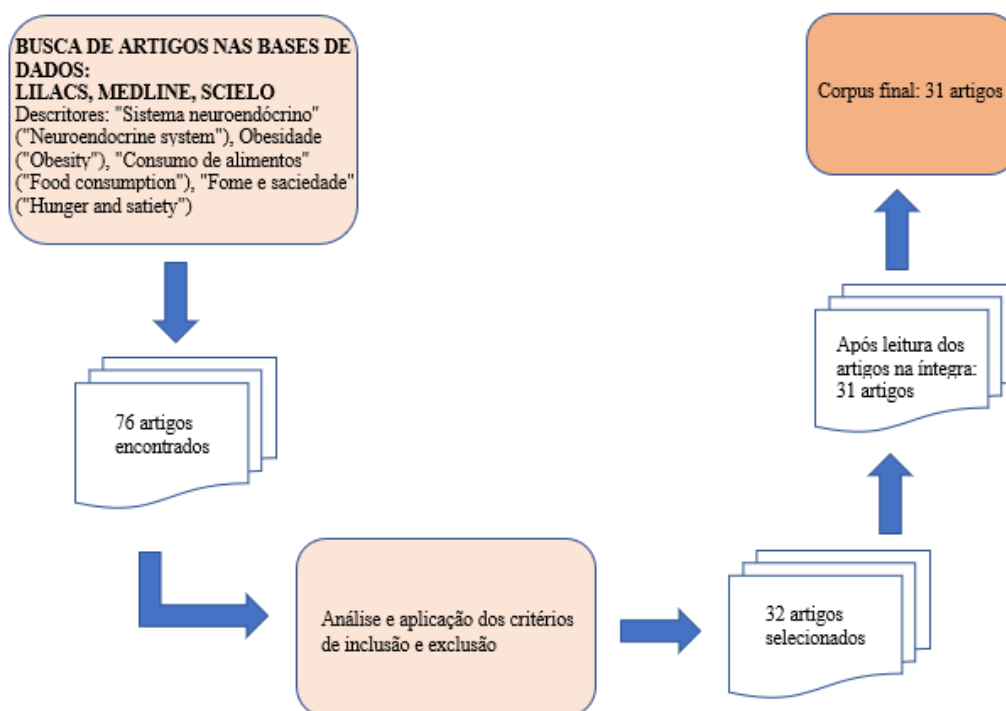 BUSCA DE ARTIGOS NAS BASES DE
DADOS:
LILACS, MEDLINE, SCIELO
Descritores: "Sistema neuroendócrino"
("Neuroendocrine system"), Obesidade
("Obesity"), "Consumo de alimentos"
("Food consumption"), "Fome e saciedade"
("Hunger and satiety")
76 artigos
encontrados
Análise e aplicação dos critérios
de inclusão e exclusão
32 artigos
selecionados
Após leitura dos
artigos na íntegra:
31 artigos
Corpus final: 31 artigos